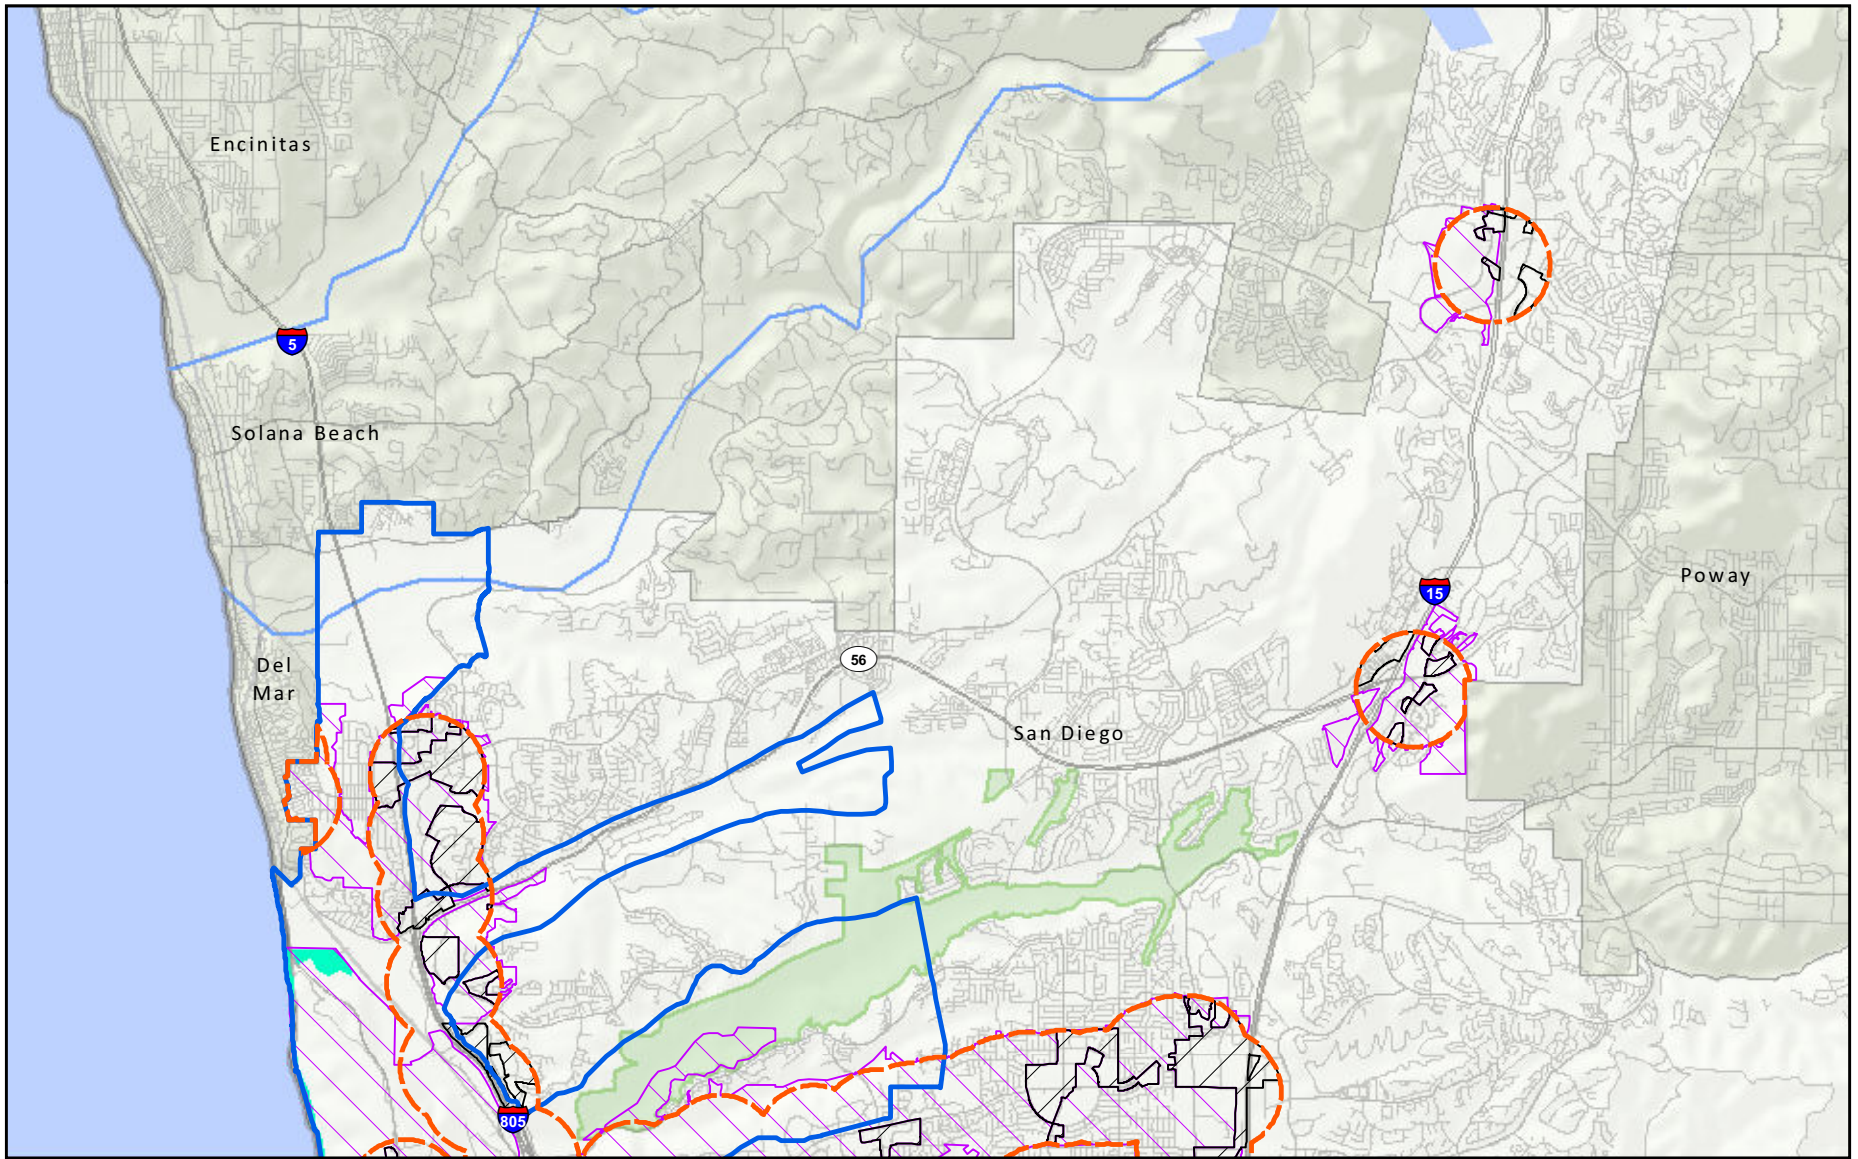 Encinitas
5
Solana Beach
Poway
15
56
Del
Mar
San Diego
805